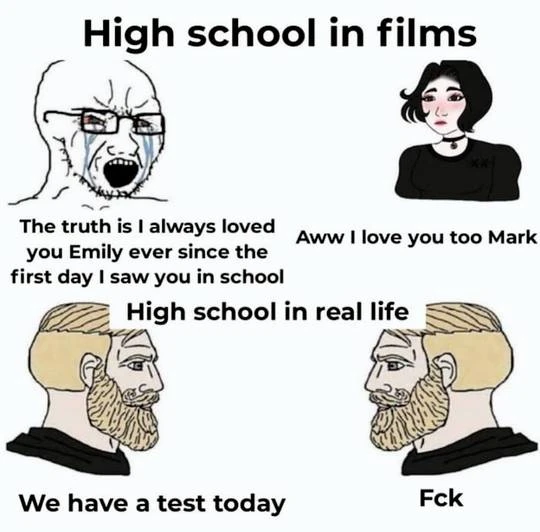 High school in films
The truth is I always loved
you Emily ever since the
first day I saw you in school
Aww I love you too Mark
High school in real life
We have a test today
Fck